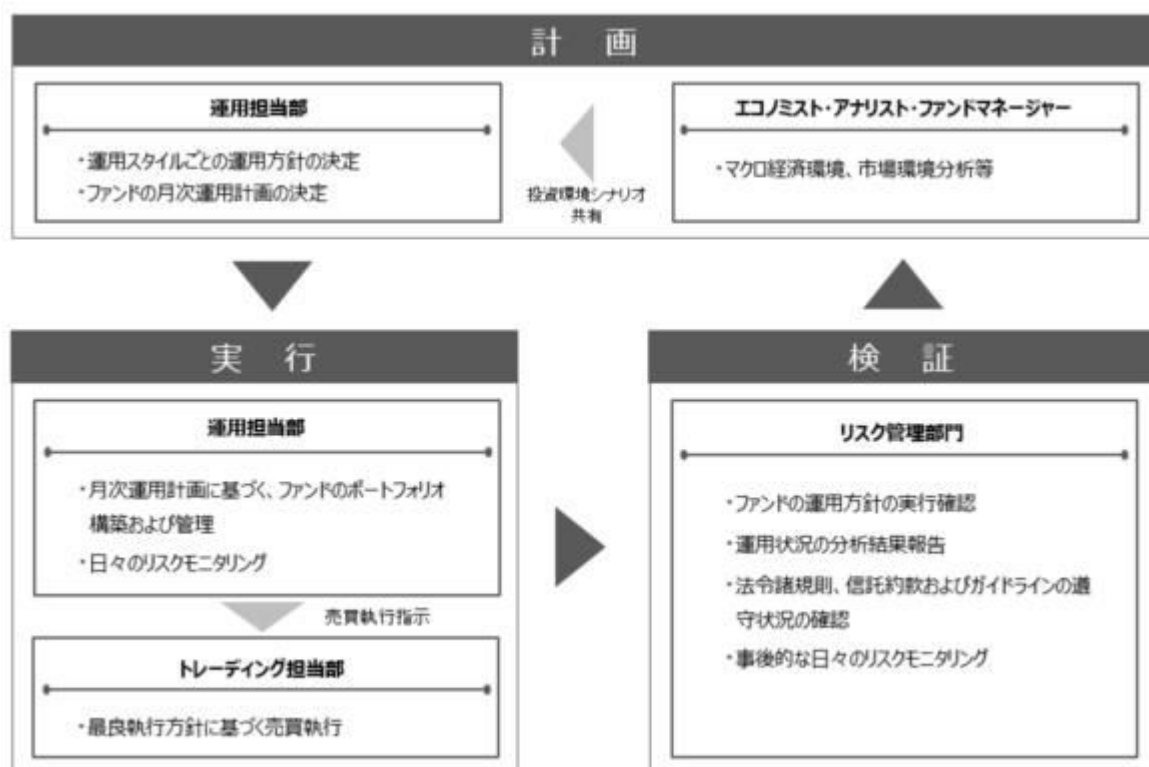 計 画
運用担当部
・運用スタイルごとの運用方針の決定
・ファンドの月次運用計画の決定
投資環境シナリオ
共有
エコノミスト・アナリスト・ファンドマネージャー
・マクロ経済環境、市場環境分析等
実 行
運用担当部
・月次運用計画に基づく、ファンドのポートフォリオ
構築および管理
・日々のリスクモニタリング
売買執行指示
トレーディング担当部
・最良執行方針に基づく売買執行
検 証
リスク管理部門
・ファンドの運用方針の実行確認
・運用状況の分析結果報告
・法令諸規則、信託約款およびガイドラインの遵
守状況の確認
・事後的な日々のリスクモニタリング